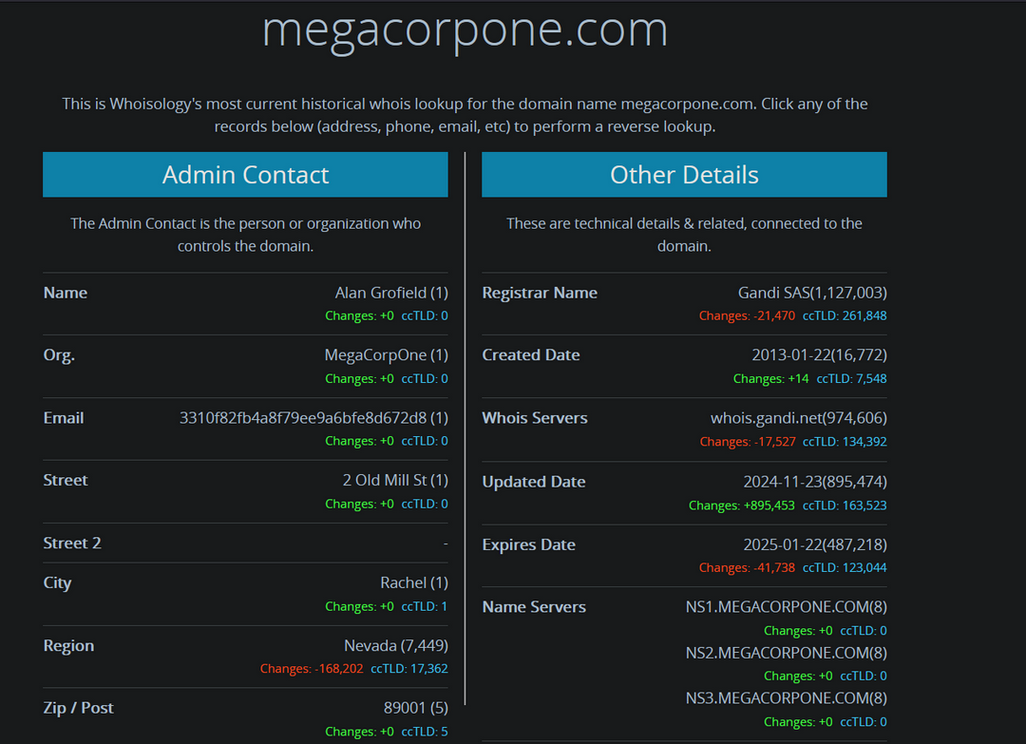 megacorpone.com
This is Whoisology's most current historical whois lookup for the domain name megacorpone.com. Click any of the
records below (address, phone, email, etc) to perform a reverse lookup.
Admin Contact
The Admin Contact is the person or organization who
controls the domain.
Name
Alan Grofield (1)
Changes: +0 ccTLD: 0
Org.
MegaCorpOne (1)
Changes: +0 ccTLD: 0
Email
3310f82fb4a8f79ee9a6bfe8d672d8 (1)
Changes: +0 ccTLD: 0
Street
2 Old Mill St (1)
Changes: +0 ccTLD: 0
Street 2
-
City
Rachel (1)
Changes: +0 ccTLD: 1
Region
Nevada (7,449)
Changes: -168,202 ccTLD: 17,362
Zip / Post
89001 (5)
Changes: +0 ccTLD: 5
Other Details
These are technical details & related, connected to the
domain.
Registrar Name
Gandi SAS(1,127,003)
Changes: -21,470 ccTLD: 261,848
Created Date
2013-01-22(16,772)
Changes: +14 ccTLD: 7,548
Whois Servers
whois.gandi.net(974,606)
Changes: -17,527 ccTLD: 134,392
Updated Date
2024-11-23(895,474)
Changes: +895,453 ccTLD: 163,523
Expires Date
2025-01-22(487,218)
Changes: -41,738 ccTLD: 123,044
Name Servers
NS1.MEGACORPONE.COM(8)
Changes: +0 ccTLD: 0
NS2.MEGACORPONE.COM(8)
Changes: +0 ccTLD: 0
NS3.MEGACORPONE.COM(8)
Changes: +0 ccTLD: 0